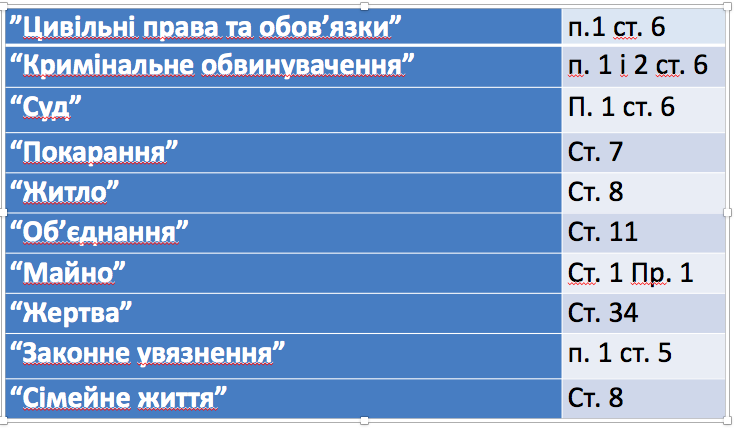 ”Цивільні права та обов’язки” п.1 ст. 6
“Кримінальне обвинувачення” п. 1 і 2 ст. 6
“Суд” П. 1 ст. 6
“Покарання” Ст. 7
“Житло” Ст. 8
“Об’єднання” Ст. 11
“Майно” Ст. 1 Пр. 1
“Жертва” Ст. 34
“Законне увязнення” п. 1 ст. 5
“Сімейне життя” Ст. 8